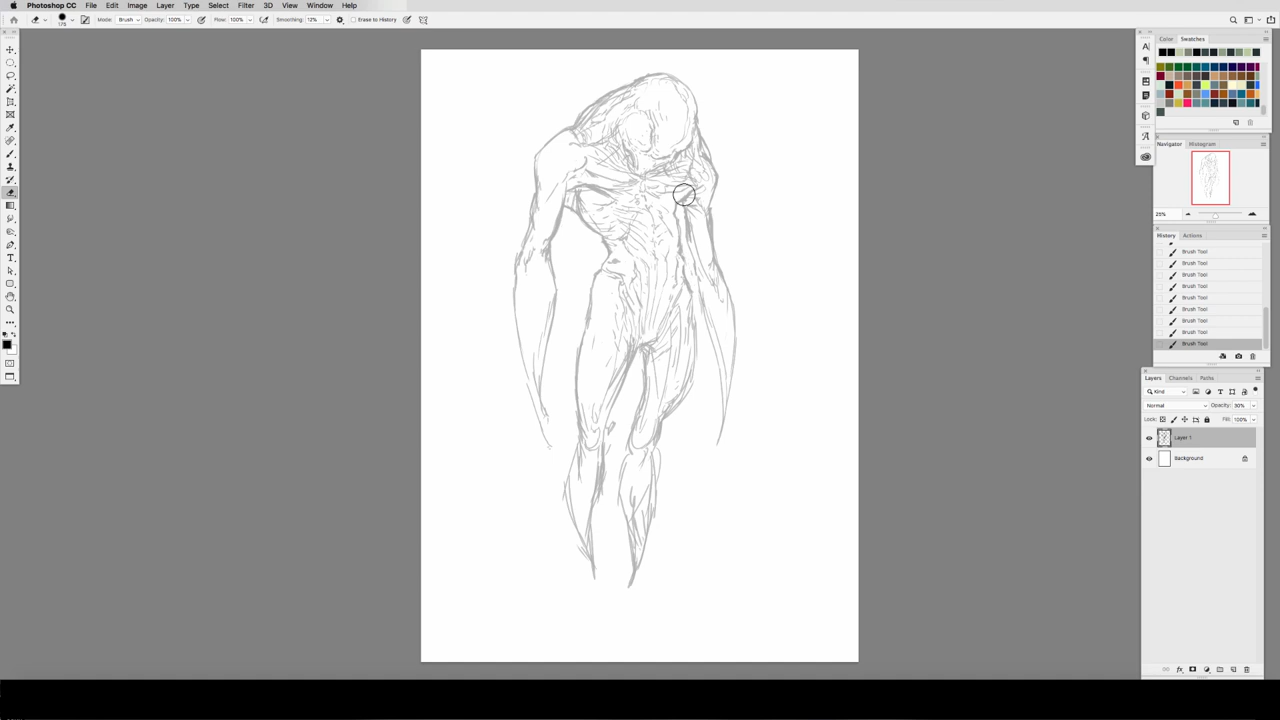 Photoshop CC File Edit Image Layer Type Select Filter 3D View Window Help
175 Mode: Brush Opacity: 100% Flow: 100% Smoothing: 12% Erase to History
Color Swatches
Navigator Histogram
25%
History Actions
Brush Tool
Brush Tool
Brush Tool
Brush Tool
Brush Tool
Brush Tool
Brush Tool
Brush Tool
Brush Tool
Layers Channels Paths
Kind
Normal Opacity: 30%
Lock: Fill: 100%
Layer 1
Background